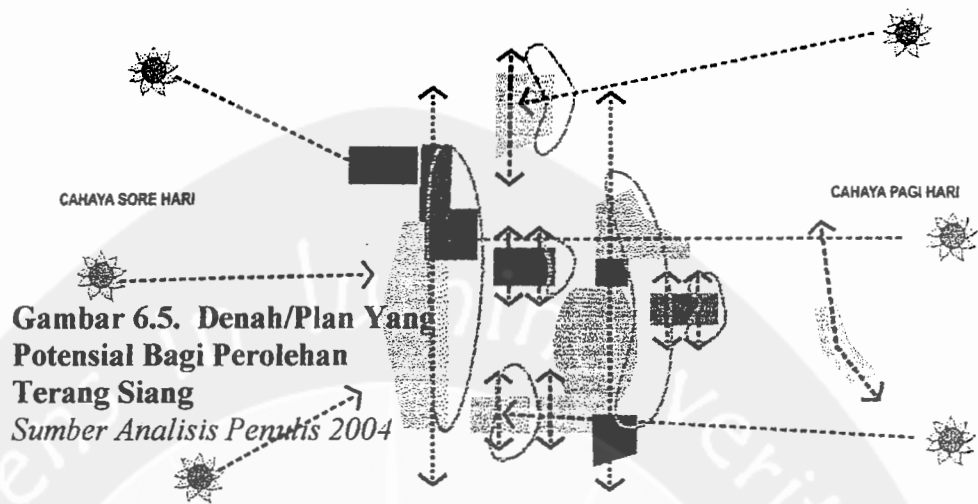 CAHAYA SORE HARI
CAHAYA PAGI HARI
Gambar 6.5. Denah/Plan Yang
Potensial Bagi Perolehan
Terang Siang
Sumber Analisis Penulis 2004